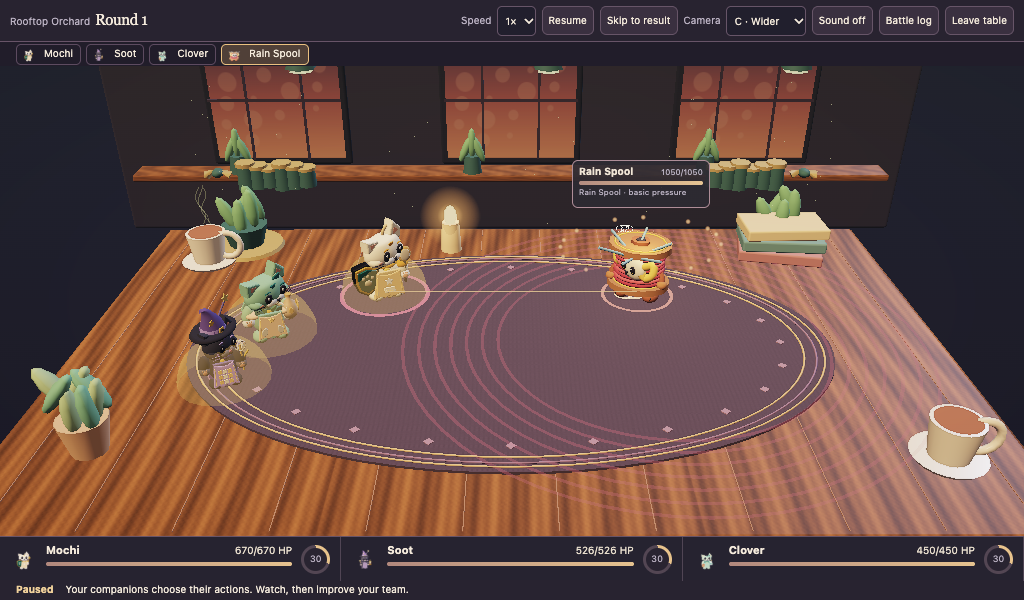 Rooftop Orchard Round 1
Speed 1x Resume Skip to result Camera C · Wider Sound off Battle log Leave table
Mochi Soot Clover Rain Spool
Rain Spool 1050/1050
Rain Spool · basic pressure
Mochi 670/670 HP 30
Soot 526/526 HP 30
Clover 450/450 HP 30
Paused Your companions choose their actions. Watch, then improve your team.